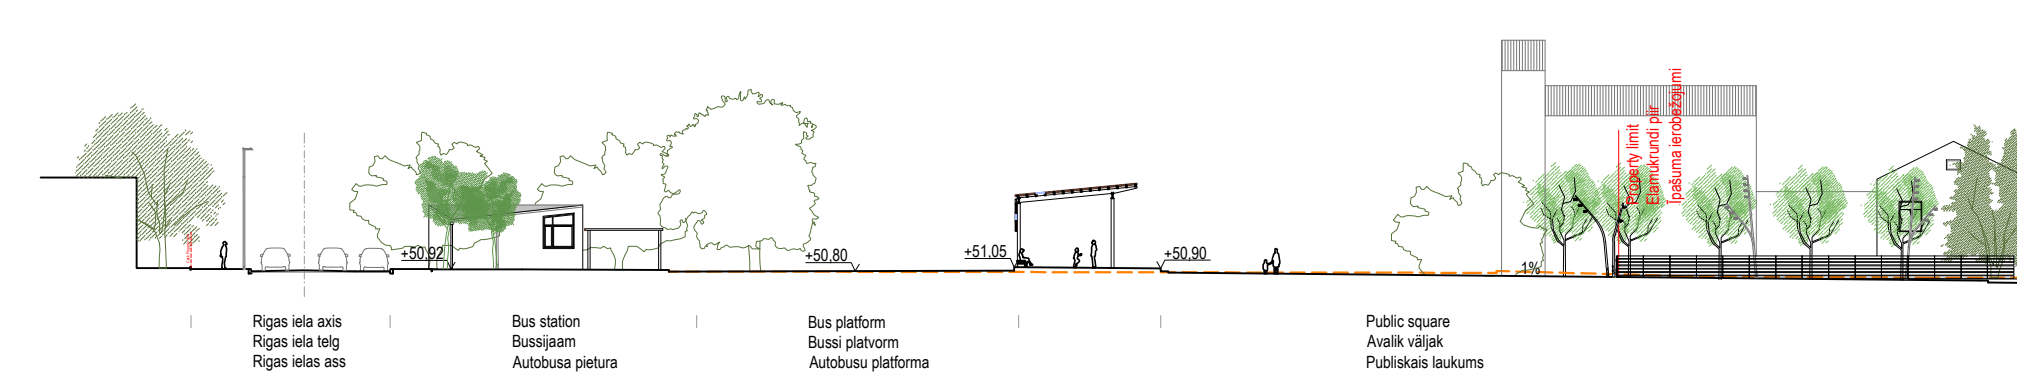 Property limit
Elamukrundi piir
Īpašuma ierobežojumi
+50,92
+50,80
+51,05
+50,90
1%
Rigas iela axis
Rigas iela telg
Rigas ielas ass
Bus station
Bussijaam
Autobusa pietura
Bus platform
Bussi platvorm
Autobusu platforma
Public square
Avalik väljak
Publiskais laukums